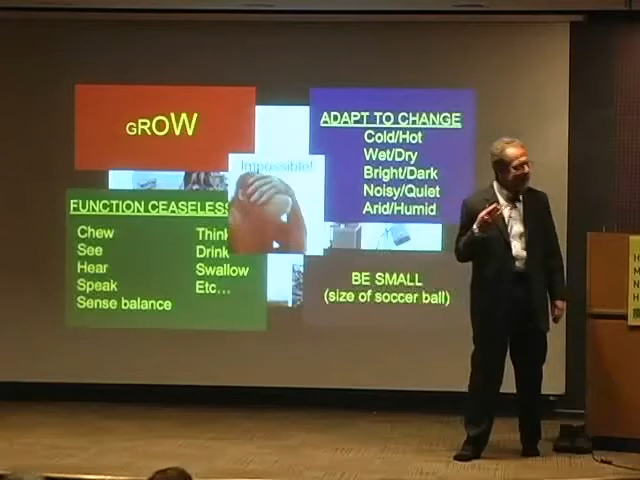 GROW
ADAPT TO CHANGE
Cold/Hot
Wet/Dry
Bright/Dark
Noisy/Quiet
Arid/Humid
Impossible!
FUNCTION CEASELESS
Chew
See
Hear
Speak
Sense balance
Think
Drink
Swallow
Etc...
BE SMALL
(size of soccer ball)
H
M
N
H